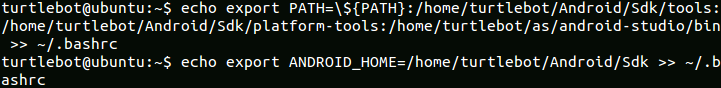 turtlebot@ubuntu:~$ echo export PATH=\${PATH}:/home/turtlebot/Android/Sdk/tools:
/home/turtlebot/Android/Sdk/platform-tools:/home/turtlebot/as/android-studio/bin
 >> ~/.bashrc
turtlebot@ubuntu:~$ echo export ANDROID_HOME=/home/turtlebot/Android/Sdk >> ~/.b
ashrc